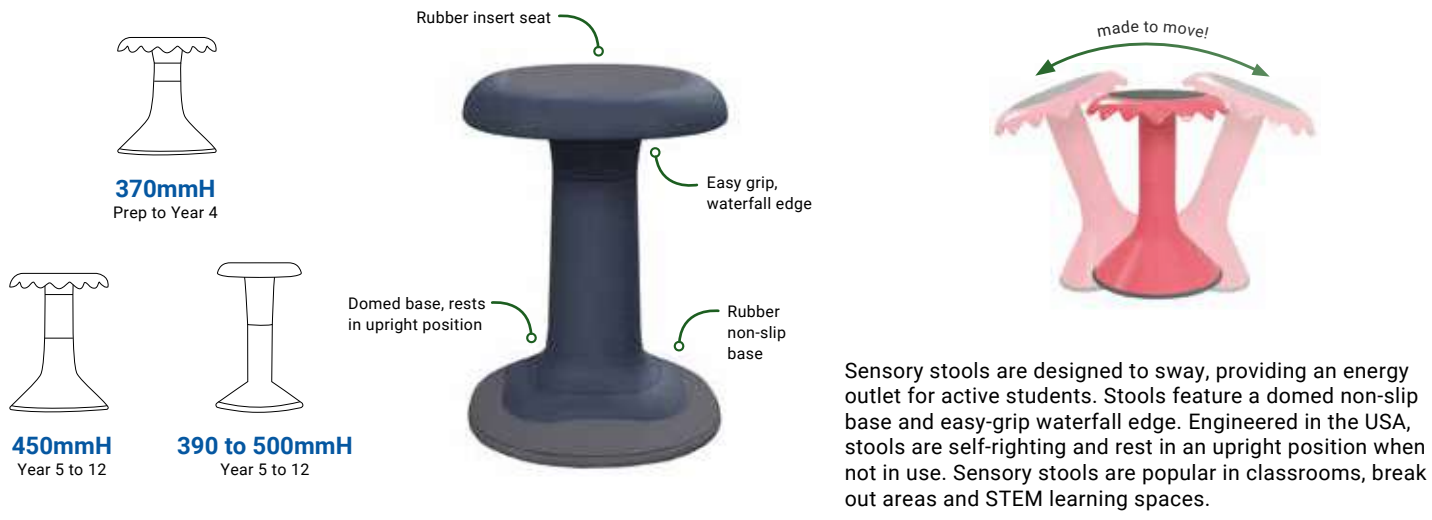 370mmH
Prep to Year 4
450mmH
Year 5 to 12
390 to 500mmH
Year 5 to 12
Rubber insert seat
Easy grip,
waterfall edge
Domed base, rests
in upright position
Rubber
non-slip
base
made to move!
Sensory stools are designed to sway, providing an energy
outlet for active students. Stools feature a domed non-slip
base and easy-grip waterfall edge. Engineered in the USA,
stools are self-righting and rest in an upright position when
not in use. Sensory stools are popular in classrooms, break
out areas and STEM learning spaces.